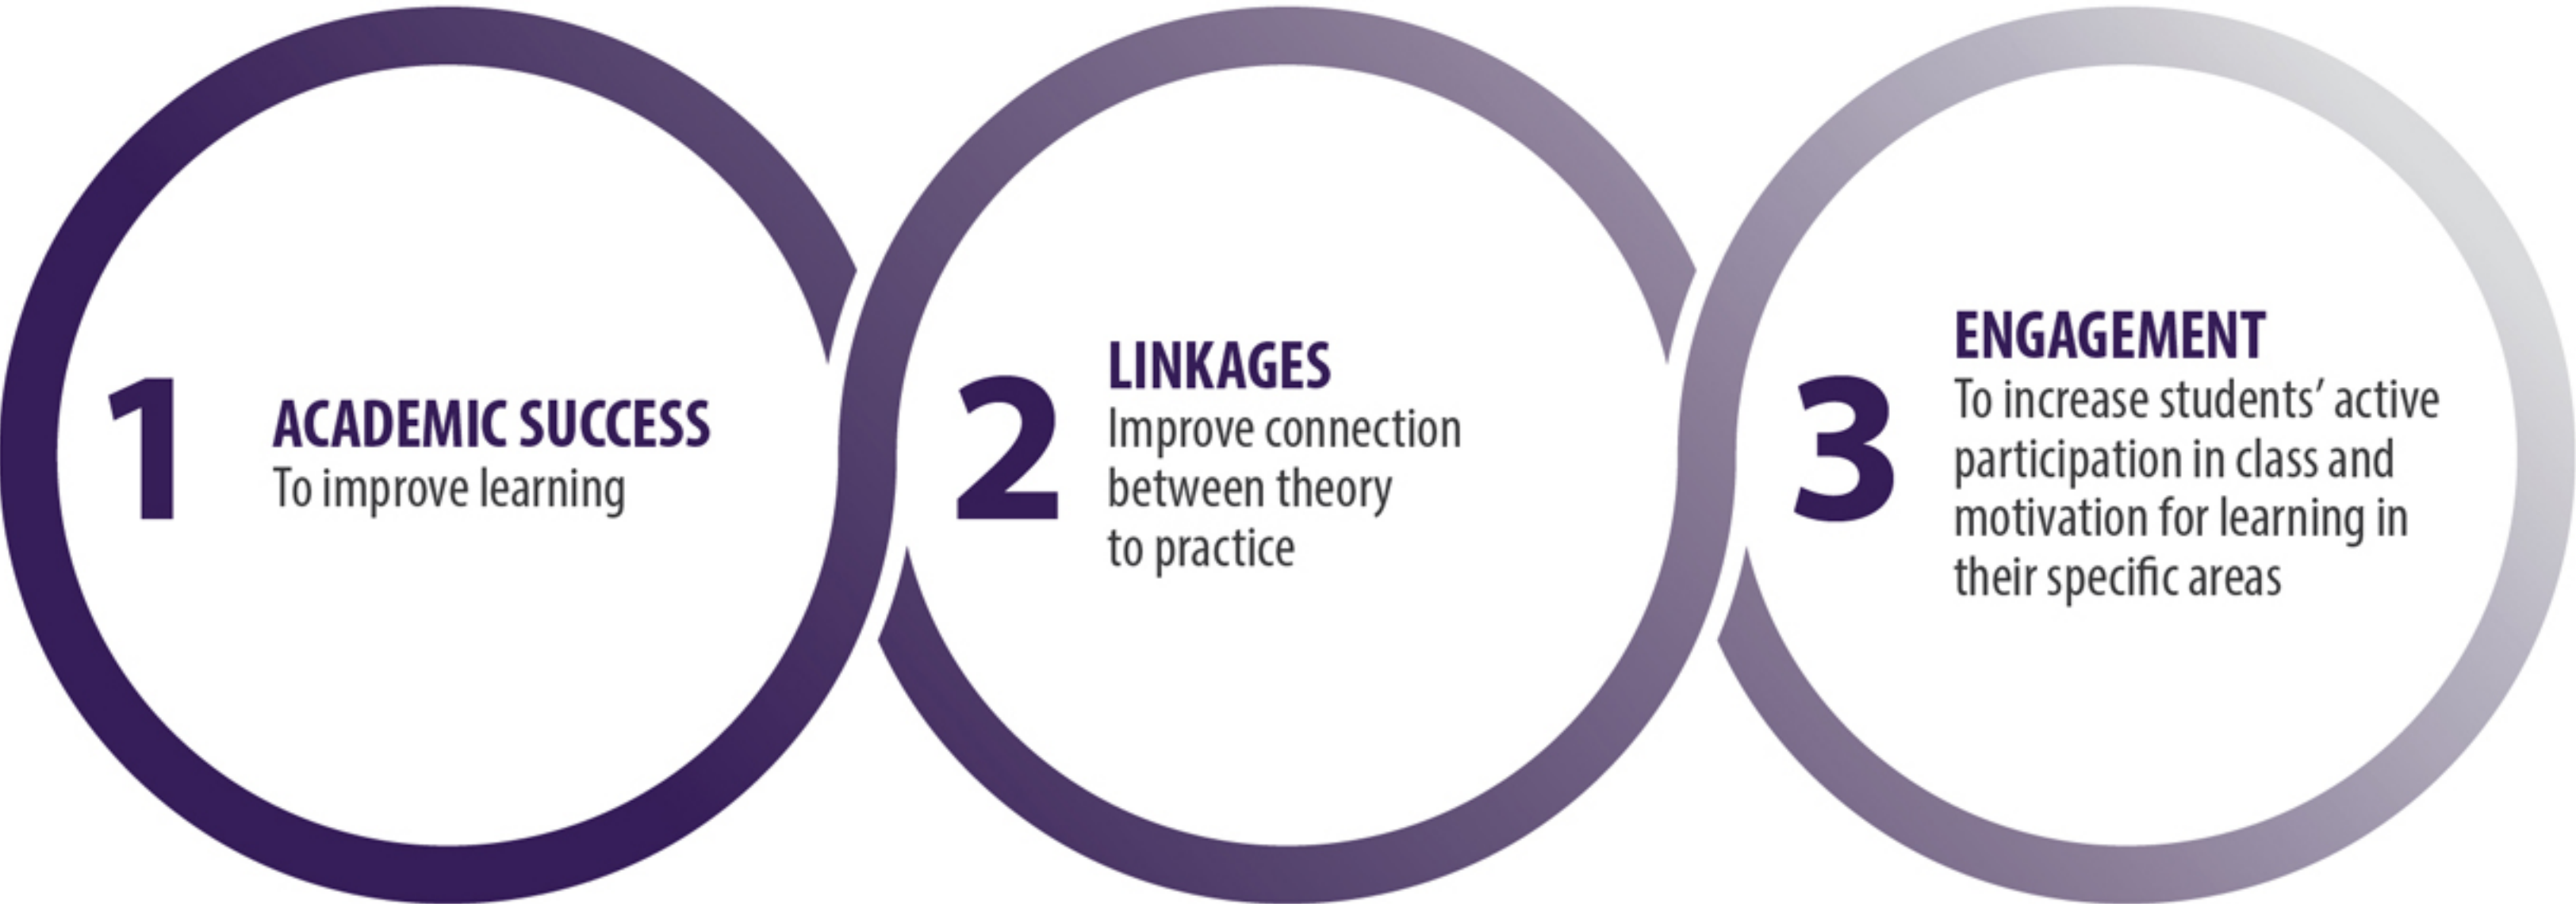 1
ACADEMIC SUCCESS
To improve learning
2
LINKAGES
Improve connection
between theory
to practice
3
ENGAGEMENT
To increase students’ active
participation in class and
motivation for learning in
their specific areas